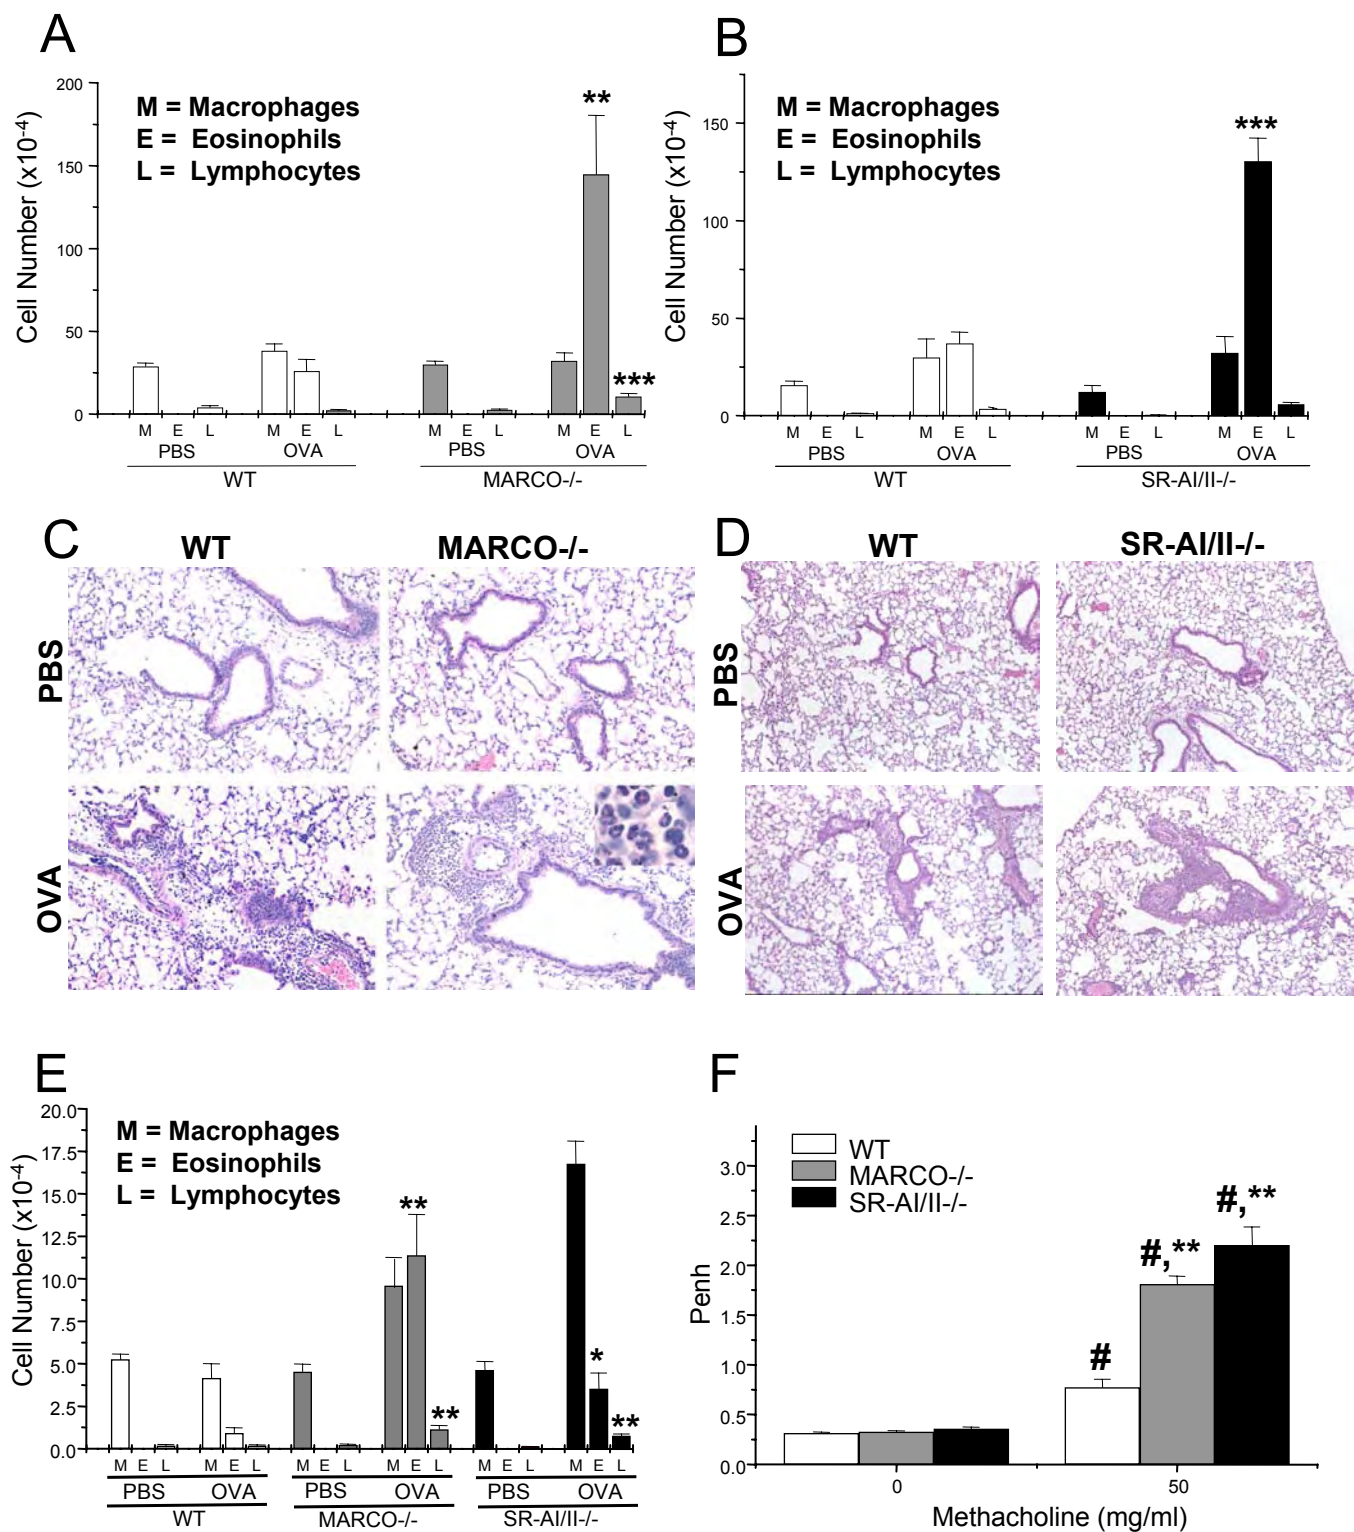 A
200
150
100
50
0
Cell Number (x10-4)
M = Macrophages
E = Eosinophils
L = Lymphocytes
**
***
M E L M E L M E L M E L
PBS OVA PBS OVA
WT MARCO-/-
B
150
100
50
0
Cell Number (x10-4)
M = Macrophages
E = Eosinophils
L = Lymphocytes
***
M E L M E L M E L M E L
PBS OVA PBS OVA
WT SR-AI/II-/-
C
WT MARCO-/-
PBS
OVA
D
WT SR-AI/II-/-
PBS
OVA
E
20.0
17.5
15.0
12.5
10.0
7.5
5.0
2.5
0.0
Cell Number (x10-4)
M = Macrophages
E = Eosinophils
L = Lymphocytes
**
**
*
**
M E L M E L M E L M E L M E L M E L
PBS OVA PBS OVA PBS OVA
WT MARCO-/- SR-AI/II-/-
F
3.0
2.5
2.0
1.5
1.0
0.5
0.0
Penh
WT
MARCO-/-
SR-AI/II-/-
#
#,**
#,**
0 50
Methacholine (mg/ml)